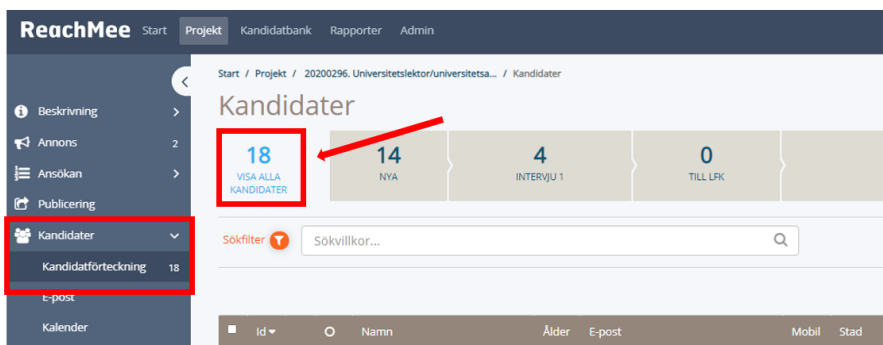 ReachMee Start Projekt Kandidatbank Rapporter Admin
Start / Projekt / 20200296. Universitetslektor/universitetsa... / Kandidater
Kandidater
Beskrivning
Annons 2
Ansökan
Publicering
Kandidater
Kandidatförteckning 18
E-post
Kalender
18
VISA ALLA
KANDIDATER
14
NYA
4
INTERVJU 1
0
TILL LFK
Sökfilter Sökvillkor...
Id Namn Ålder E-post Mobil Stad